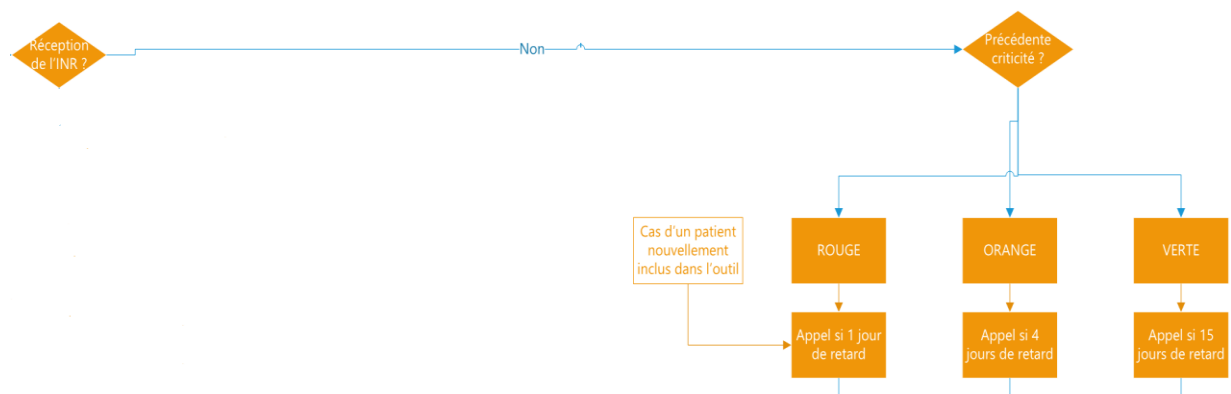 Réception
de l'INR ?
Non
Précédente
criticité ?
Cas d'un patient
nouvellement
inclus dans l'outil
ROUGE
ORANGE
VERTE
Appel si 1 jour
de retard
Appel si 4
jours de retard
Appel si 15
jours de retard